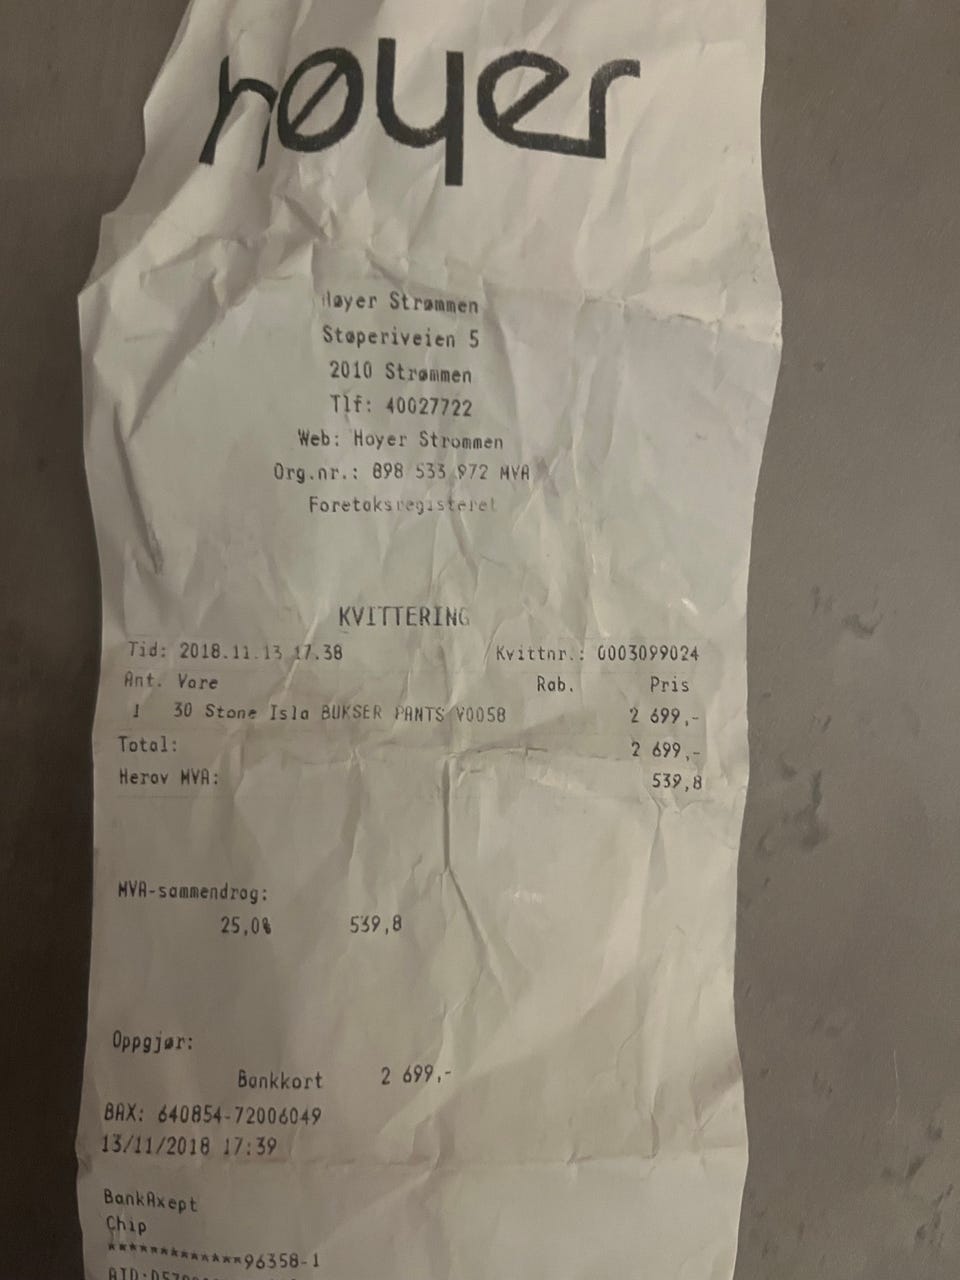 høyer
Høyer Strømmen
Støperiveien 5
2010 Strømmen
Tlf: 40027722
Web: Hoyer Strommen
Org.nr.: 898 533 972 MVA
Foretaksregisteret
KVITTERING
Tid: 2018.11.13 17.38 Kvittnr.: 0003099024
Ant. Vare Rab. Pris
1 30 Stone Isla BUKSER PANTS V0058 2 699,-
Total: 2 699,-
Herav MVA: 539,8
MVA-sammendrag:
25,0% 539,8
Oppgjør:
Bankkort 2 699,-
BAX: 640854-72006049
13/11/2018 17:39
BankAxept
Chip
*************96358-1